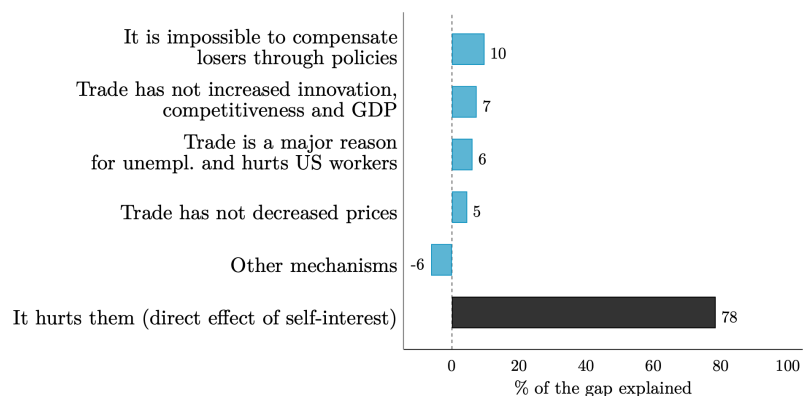 It is impossible to compensate
losers through policies
10
Trade has not increased innovation,
competitiveness and GDP
7
Trade is a major reason
for unempl. and hurts US workers
6
Trade has not decreased prices
5
Other mechanisms
-6
It hurts them (direct effect of self-interest)
78
0 20 40 60 80 100
% of the gap explained